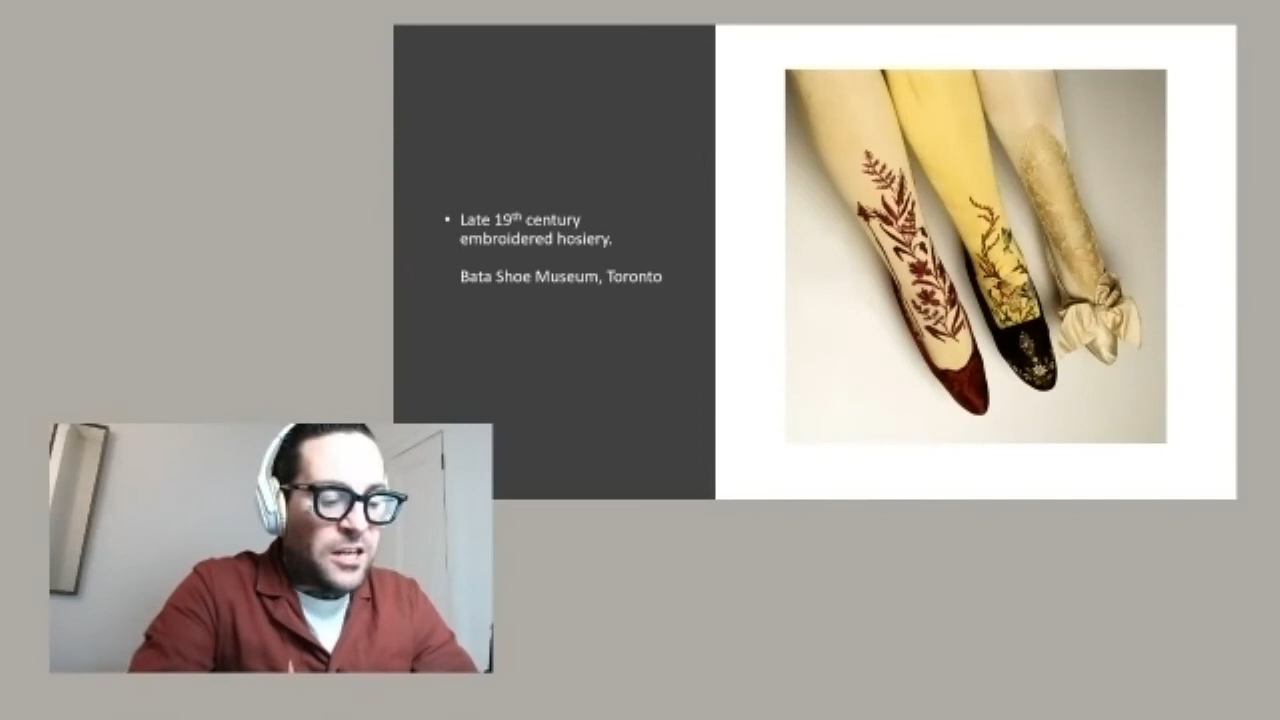 • Late 19th century
embroidered hosiery.
Bata Shoe Museum, Toronto